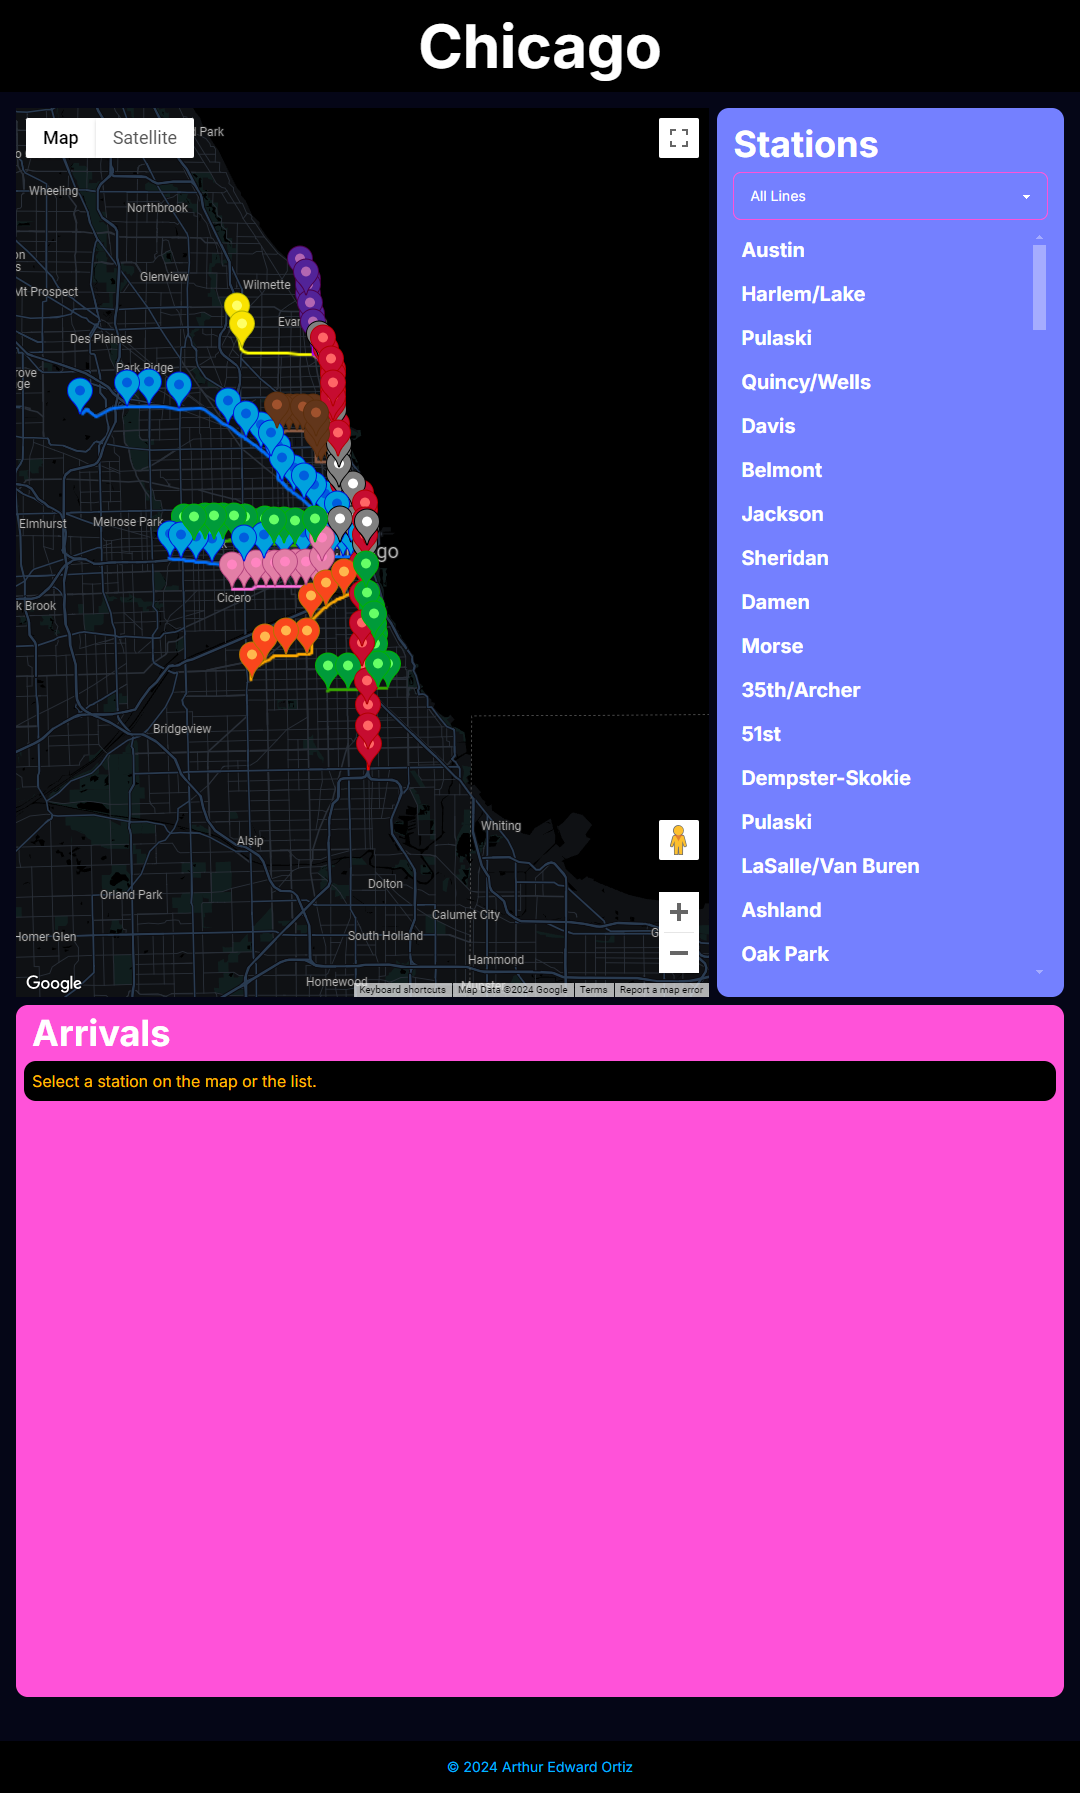 Chicago
Map
Satellite
Park
Wheeling
Northbrook
Glenview
Mt Prospect
Wilmette
Des Plaines
Park Ridge
Elmhurst
Melrose Park
Cicero
Bridgeview
Alsip
Whiting
Orland Park
Dolton
Calumet City
Homer Glen
South Holland
Hammond
Homewood
Google
Keyboard shortcuts
Map Data ©2024 Google
Terms
Report a map error
Stations
All Lines
Austin
Harlem/Lake
Pulaski
Quincy/Wells
Davis
Belmont
Jackson
Sheridan
Damen
Morse
35th/Archer
51st
Dempster-Skokie
Pulaski
LaSalle/Van Buren
Ashland
Oak Park
Arrivals
Select a station on the map or the list.
© 2024 Arthur Edward Ortiz